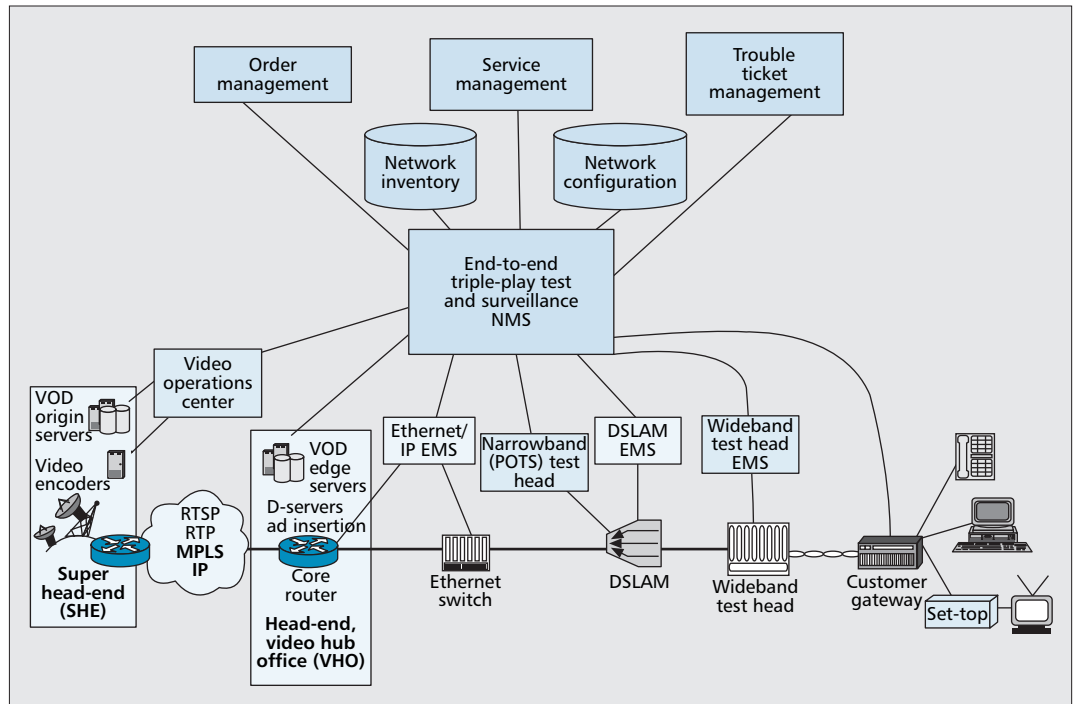 Order
management
Service
management
Trouble
ticket
management
Network
inventory
Network
configuration
End-to-end
triple-play test
and surveillance
NMS
Video
operations
center
VOD
origin
servers
Video
encoders
Super
head-end
(SHE)
RTSP
RTP
MPLS
IP
VOD
edge
servers
D-servers
ad insertion
Core
router
Head-end,
video hub
office (VHO)
Ethernet/
IP EMS
Narrowband
(POTS) test
head
DSLAM
EMS
Wideband
test head
EMS
Ethernet
switch
DSLAM
Wideband
test head
Customer
gateway
Set-top